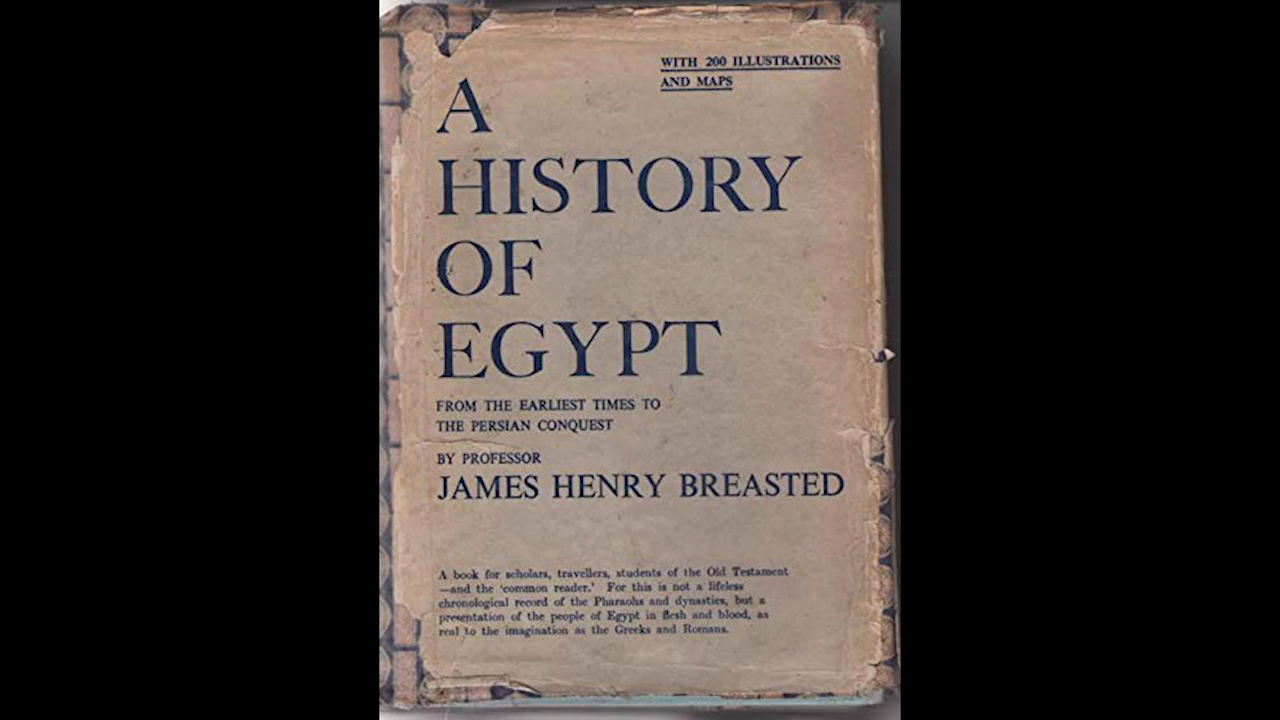 WITH 200 ILLUSTRATIONS
AND MAPS
A
HISTORY
OF
EGYPT
FROM THE EARLIEST TIMES TO
THE PERSIAN CONQUEST
BY PROFESSOR
JAMES HENRY BREASTED
A book for scholars, travellers, students of the Old Testament
—and the 'common reader.' For this is not a lifeless
chronological record of the Pharaohs and dynasties, but a
presentation of the people of Egypt in flesh and blood, as
real to the imagination as the Greeks and Romans.